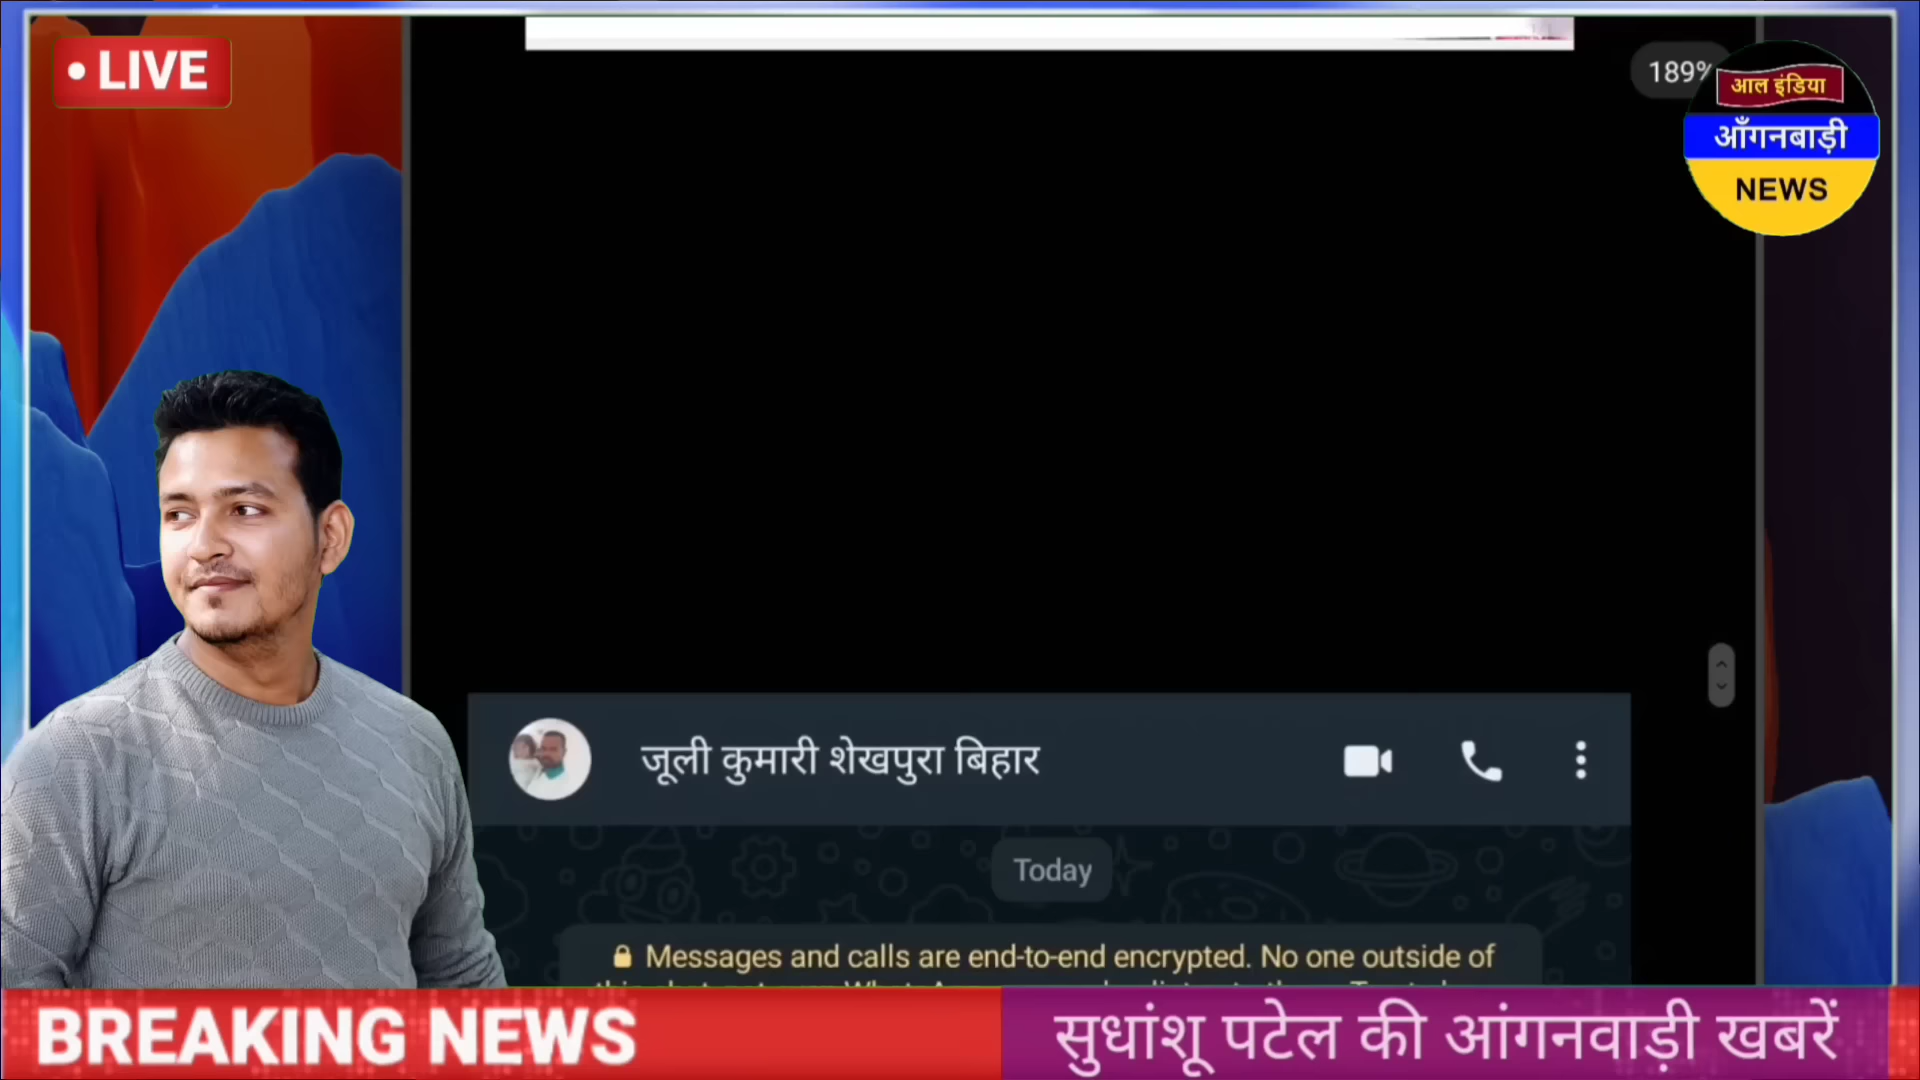 • LIVE
189%
आल इंडिया
आँगनबाड़ी
NEWS
जूली कुमारी शेखपुरा बिहार
Today
Messages and calls are end-to-end encrypted. No one outside of
BREAKING NEWS
सुधांशू पटेल की आंगनवाड़ी खबरें